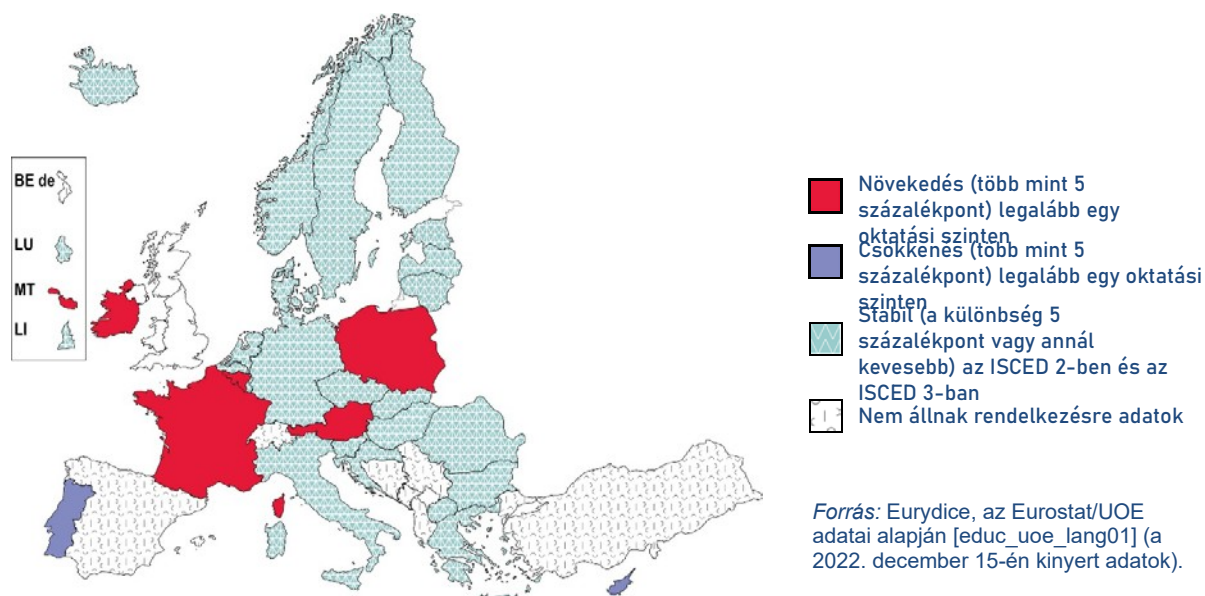 BE de
LU
MT
LI
Növekedés (több mint 5
százalékpont) legalább egy
oktatási szinten
Csökkenés (több mint 5
százalékpont) legalább egy oktatási
szinten
Stabil (a különbség 5
százalékpont vagy annál
kevesebb) az ISCED 2-ben és az
ISCED 3-ban
Nem állnak rendelkezésre adatok
Forrás: Eurydice, az Eurostat/UOE
adatai alapján [educ_uoe_lang01] (a
2022. december 15-én kinyert adatok).